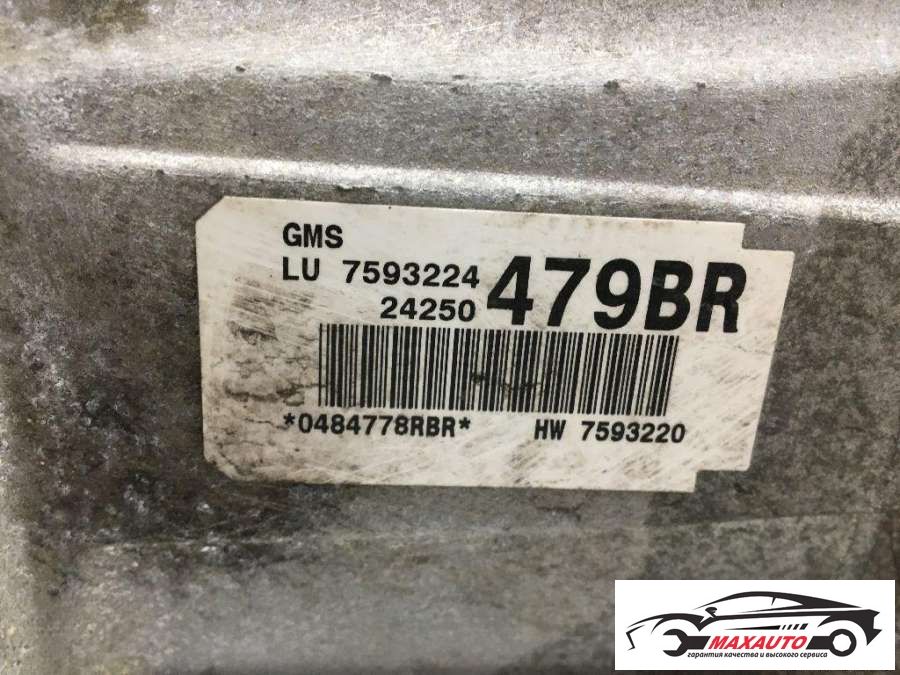 GMS
LU 7593224
24250
479BR
*0484778RBR* HW 7593220
MAXAUTO
гарантия качества и высокого сервиса